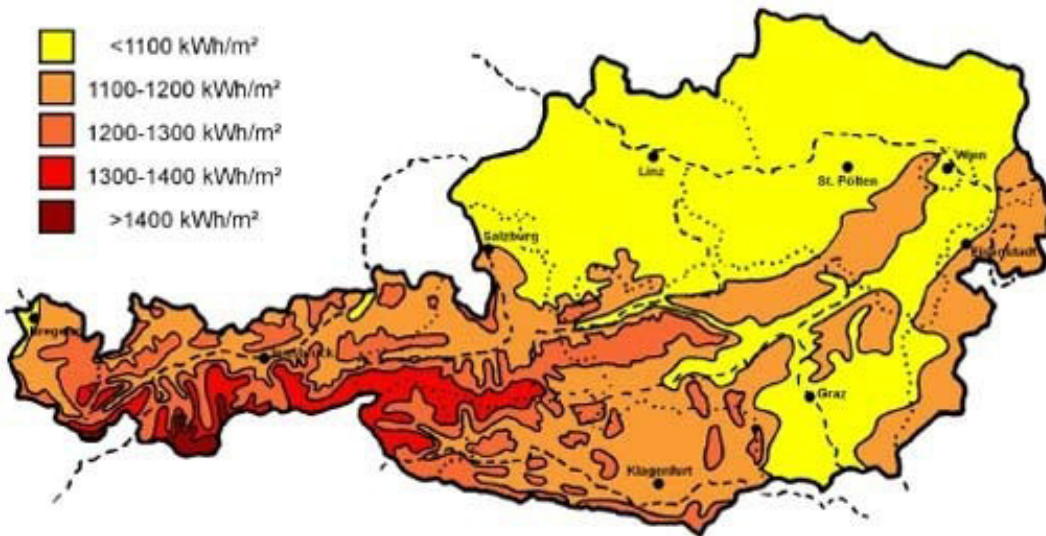 <1100 kWh/m²
1100-1200 kWh/m²
1200-1300 kWh/m²
1300-1400 kWh/m²
>1400 kWh/m²
Linz
St. Pölten
Wien
Salzburg
Eisenstadt
Graz
Klagenfurt